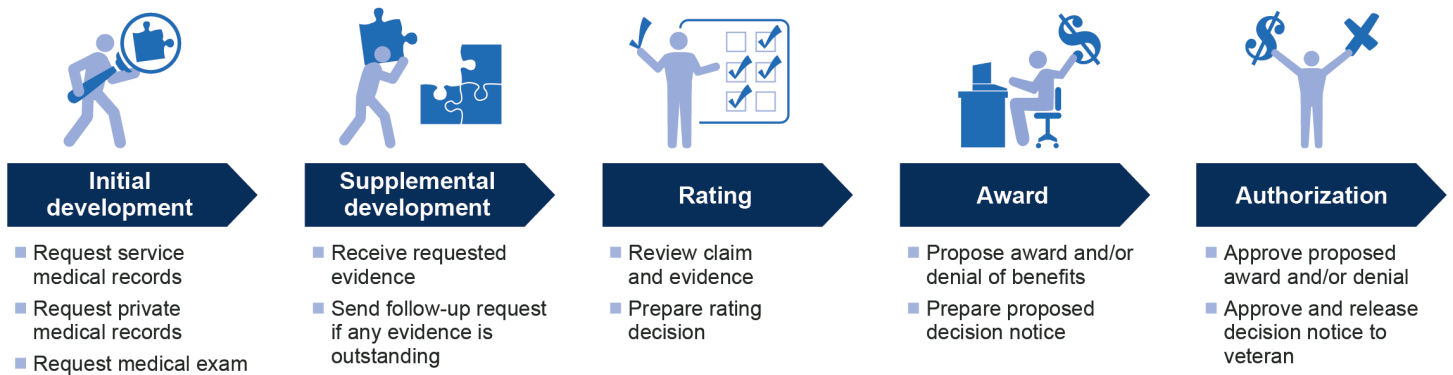 Initial
development
Request service
medical records
Request private
medical records
Request medical exam
Supplemental
development
Receive requested
evidence
Send follow-up request
if any evidence is
outstanding
Rating
Review claim
and evidence
Prepare rating
decision
Award
Propose award and/or
denial of benefits
Prepare proposed
decision notice
Authorization
Approve proposed
award and/or denial
Approve and release
decision notice to
veteran